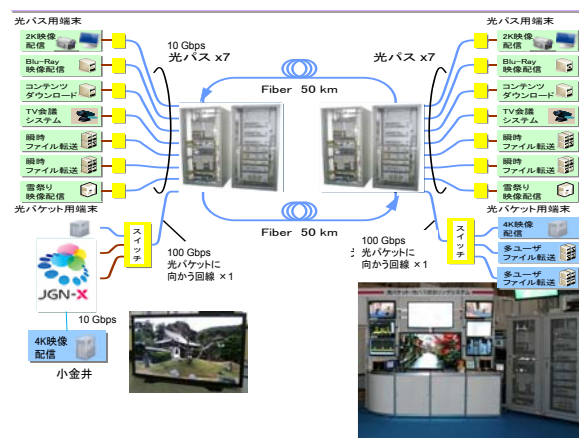 光パス用端末
2K映像
配信
Blu-Ray
映像配信
コンテンツ
ダウンロード
TV会議
システム
瞬時
ファイル転送
瞬時
ファイル転送
雪祭り
映像配信
光パケット用端末
10 Gbps
光パス x7
Fiber 50 km
Fiber 50 km
スイッチ
100 Gbps
光パケットに
向かう回線 ×1
JGN-X
10 Gbps
4K映像
配信
小金井
光パス用端末
光パス x7
2K映像
配信
Blu-Ray
映像配信
コンテンツ
ダウンロード
TV会議
システム
瞬時
ファイル転送
瞬時
ファイル転送
雪祭り
映像配信
光パケット用端末
スイッチ
100 Gbps
光パケットに
向かう回線 ×1
4K映像
配信
多ユーザ
ファイル転送
多ユーザ
ファイル転送